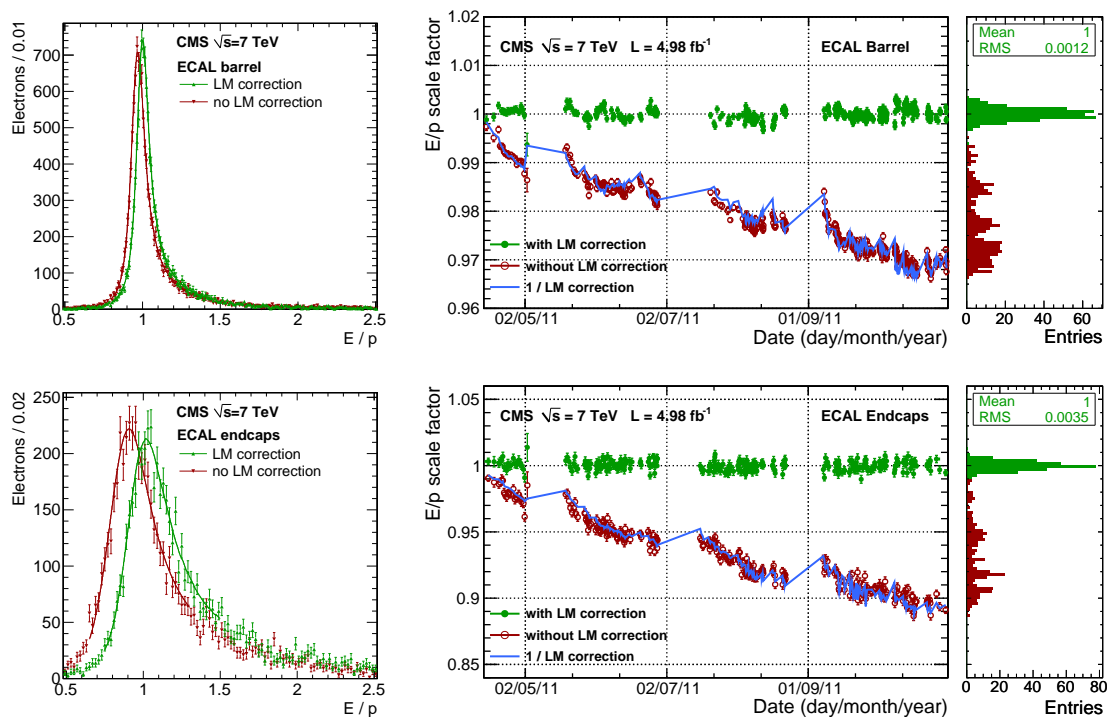 Electrons / 0.01
700
600
500
400
300
200
100
0
CMS √s=7 TeV
ECAL barrel
LM correction
no LM correction
0.5 1 1.5 2 2.5
E / p
E/p scale factor
1.02
1.01
1
0.99
0.98
0.97
0.96
CMS √s = 7 TeV L = 4.98 fb⁻¹ ECAL Barrel
with LM correction
without LM correction
1 / LM correction
02/05/11 02/07/11 01/09/11
Date (day/month/year)
Mean 1
RMS 0.0012
0 20 40 60
Entries
Electrons / 0.02
250
200
150
100
50
0
CMS √s=7 TeV
ECAL endcaps
LM correction
no LM correction
0.5 1 1.5 2 2.5
E / p
E/p scale factor
1.05
1
0.95
0.9
0.85
CMS √s = 7 TeV L = 4.98 fb⁻¹ ECAL Endcaps
with LM correction
without LM correction
1 / LM correction
02/05/11 02/07/11 01/09/11
Date (day/month/year)
Mean 1
RMS 0.0035
0 20 40 60 80
Entries